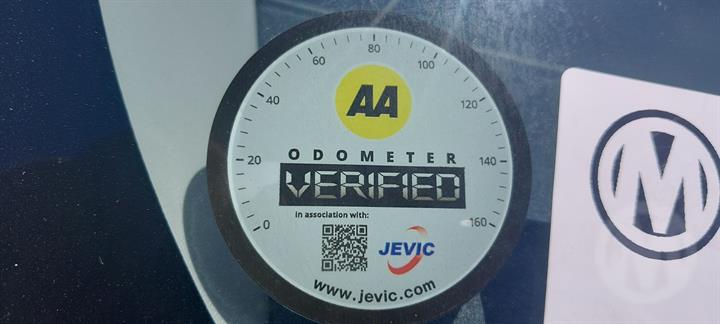 80
60
100
40
120
AA
ODOMETER
20
140
VERIFIED
in association with:
0
160
JEVIC
www.jevic.com
M